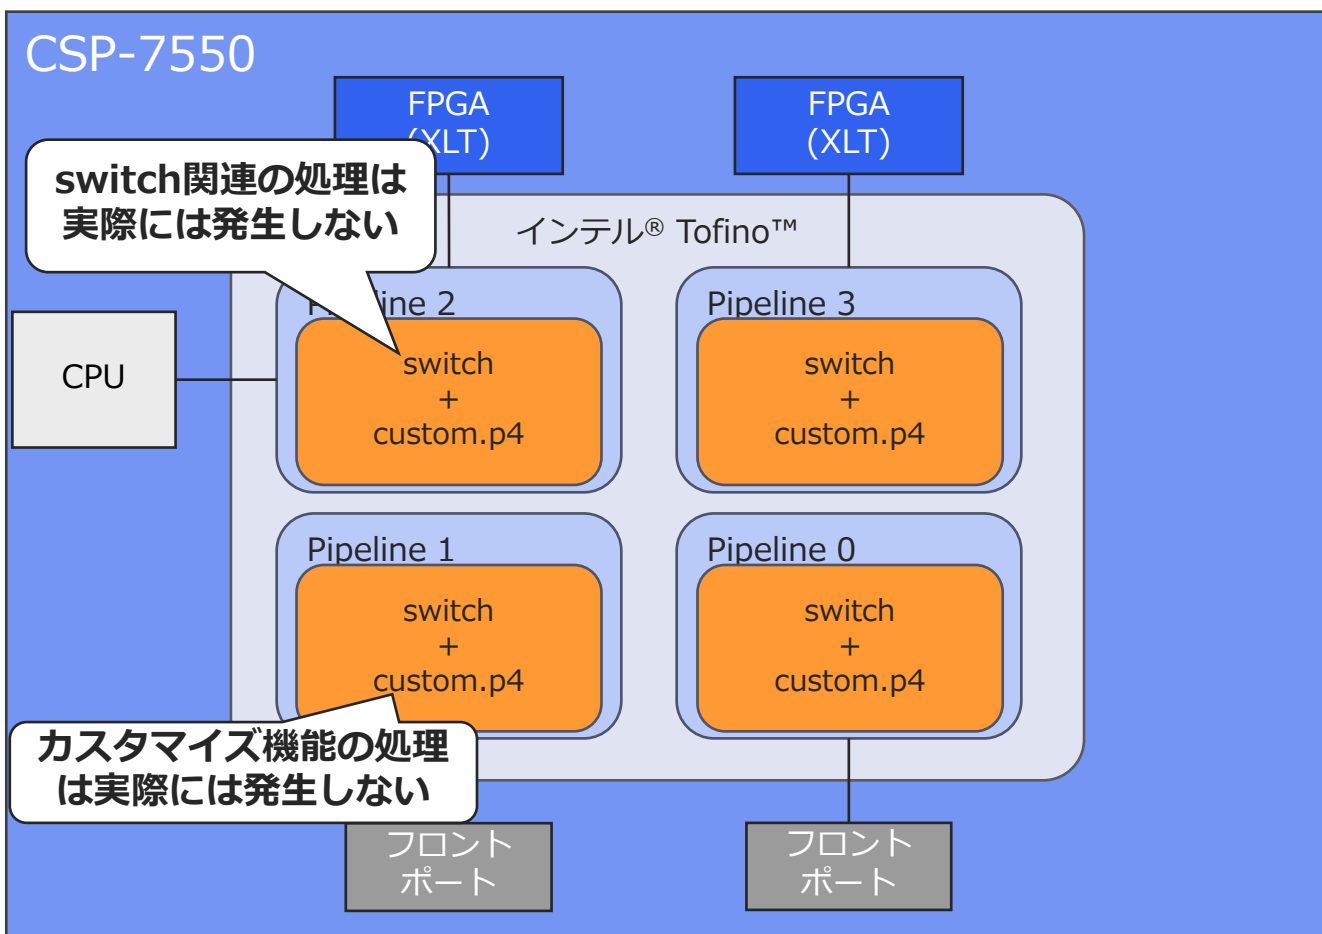 CSP-7550
FPGA
(XLT)
FPGA
(XLT)
switch関連の処理は
実際には発生しない
インテル® Tofino™
Pipeline 3
CPU
switch
+
custom.p4
switch
+
custom.p4
Pipeline 1
Pipeline 0
switch
+
custom.p4
switch
+
custom.p4
カスタマイズ機能の処理
は実際には発生しない
フロント
ポート
フロント
ポート